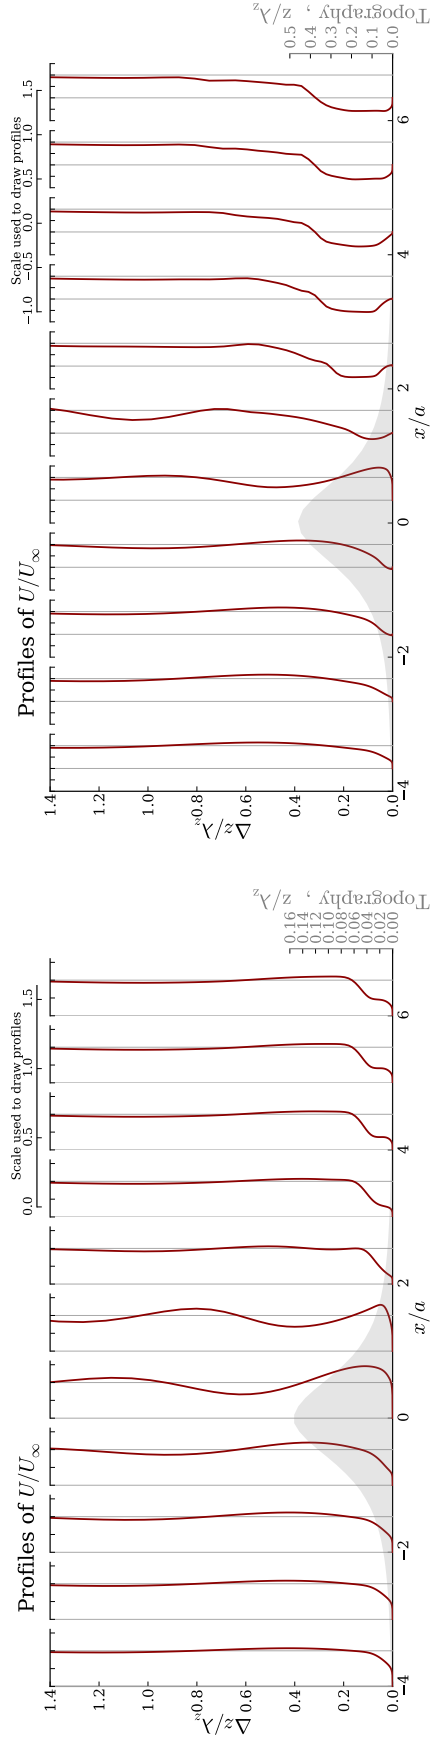 Profiles of U/U∞
Scale used to draw profiles
0.0 0.5 1.0 1.5
Δz/λz
1.4
1.2
1.0
0.8
0.6
0.4
0.2
0.0
−4 −2 0 2 4 6
x/a
0.16
0.14
0.12
0.10
0.08
0.06
0.04
0.02
0.00
Topography , z/λz
Profiles of U/U∞
Scale used to draw profiles
−1.0 −0.5 0.0 0.5 1.0 1.5
Δz/λz
1.4
1.2
1.0
0.8
0.6
0.4
0.2
0.0
−4 −2 0 2 4 6
x/a
0.5
0.4
0.3
0.2
0.1
0.0
Topography , z/λz